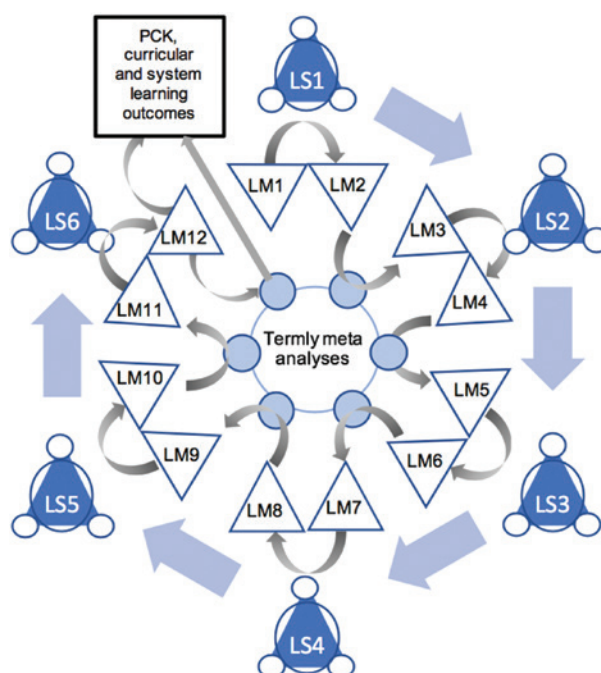 PCK,
curricular
and system
learning
outcomes
LS1
LM1
LM2
LS2
LM3
LM4
LS6
LM12
LM11
Termly meta
analyses
LM10
LM9
LM5
LM6
LS5
LS3
LM8
LM7
LS4